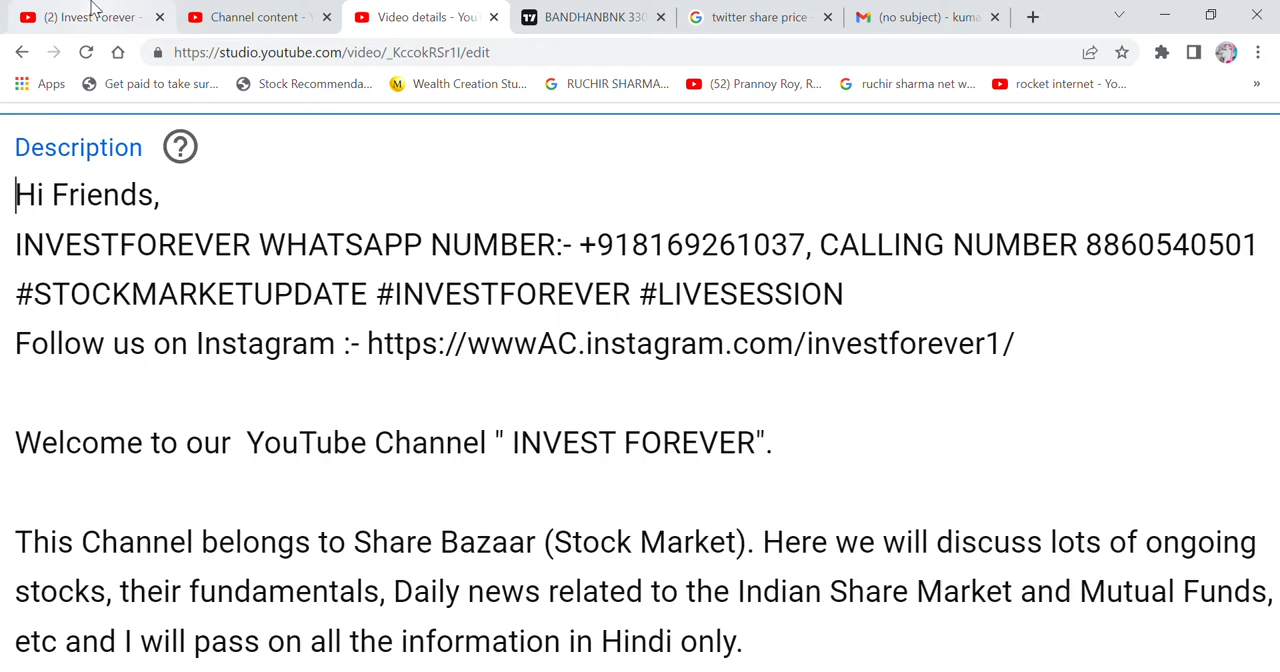 (2) InvestForever -
Channel content - Y
Video details - YouT
BANDHANBNK 330
twitter share price -
(no subject) - kuma
https://studio.youtube.com/video/_KccokRSr1I/edit
Apps
Get paid to take sur...
Stock Recommenda...
Wealth Creation Stu...
RUCHIR SHARMA...
(52) Prannoy Roy, R...
ruchir sharma net w...
rocket internet - Yo...
»
Description ?
Hi Friends,
INVESTFOREVER WHATSAPP NUMBER:- +918169261037, CALLING NUMBER 8860540501
#STOCKMARKETUPDATE #INVESTFOREVER #LIVESESSION
Follow us on Instagram :- https://wwwAC.instagram.com/investforever1/
Welcome to our  YouTube Channel " INVEST FOREVER".
This Channel belongs to Share Bazaar (Stock Market). Here we will discuss lots of ongoing
stocks, their fundamentals, Daily news related to the Indian Share Market and Mutual Funds,
etc and I will pass on all the information in Hindi only.